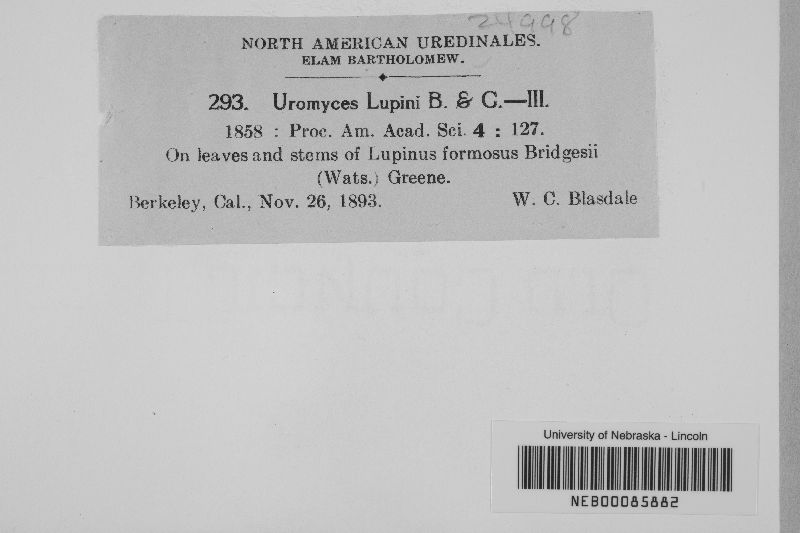 24998
NORTH AMERICAN UREDINALES.
ELAM BARTHOLOMEW.
293. Uromyces Lupini B. & C.—III.
1858 : Proc. Am. Acad. Sci. 4 : 127.
On leaves and stems of Lupinus formosus Bridgesii
(Wats.) Greene.
Berkeley, Cal., Nov. 26, 1893. W. C. Blasdale
University of Nebraska - Lincoln
NEB00085882